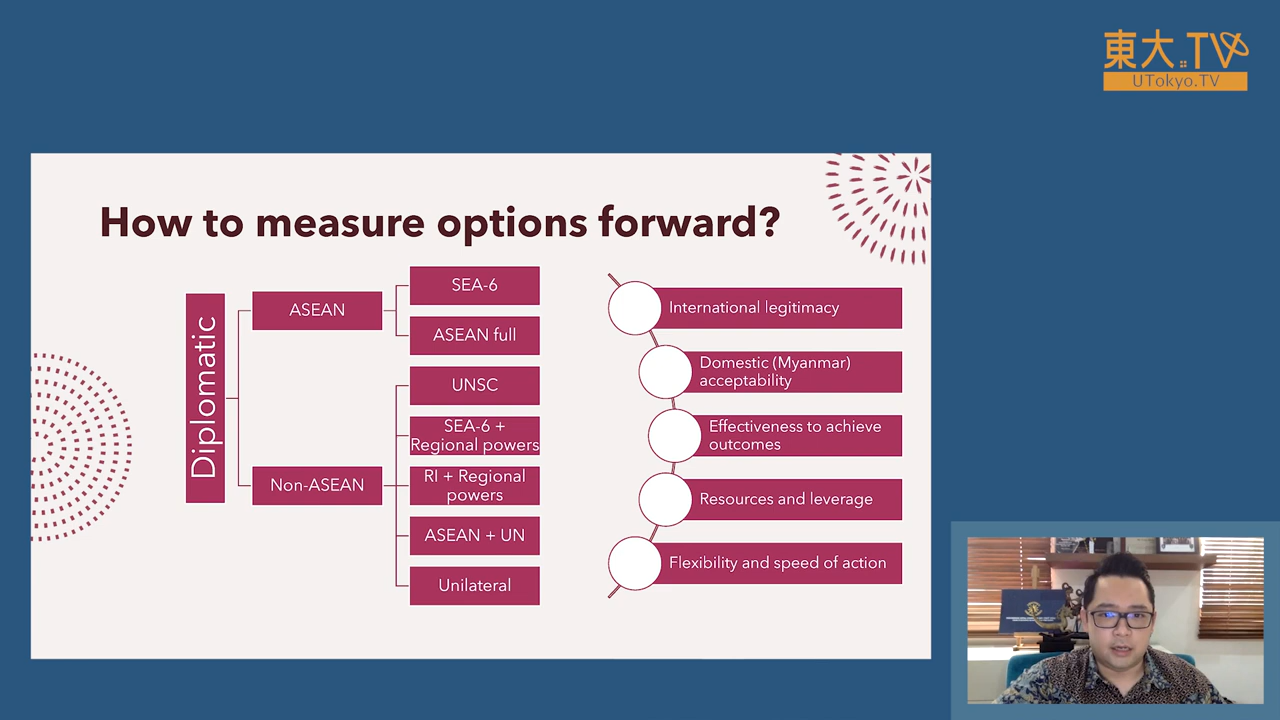 東大.TV
UTokyo.TV
How to measure options forward?
Diplomatic
ASEAN
SEA-6
ASEAN full
Non-ASEAN
UNSC
SEA-6 +
Regional powers
RI + Regional
powers
ASEAN + UN
Unilateral
International legitimacy
Domestic (Myanmar)
acceptability
Effectiveness to achieve
outcomes
Resources and leverage
Flexibility and speed of action